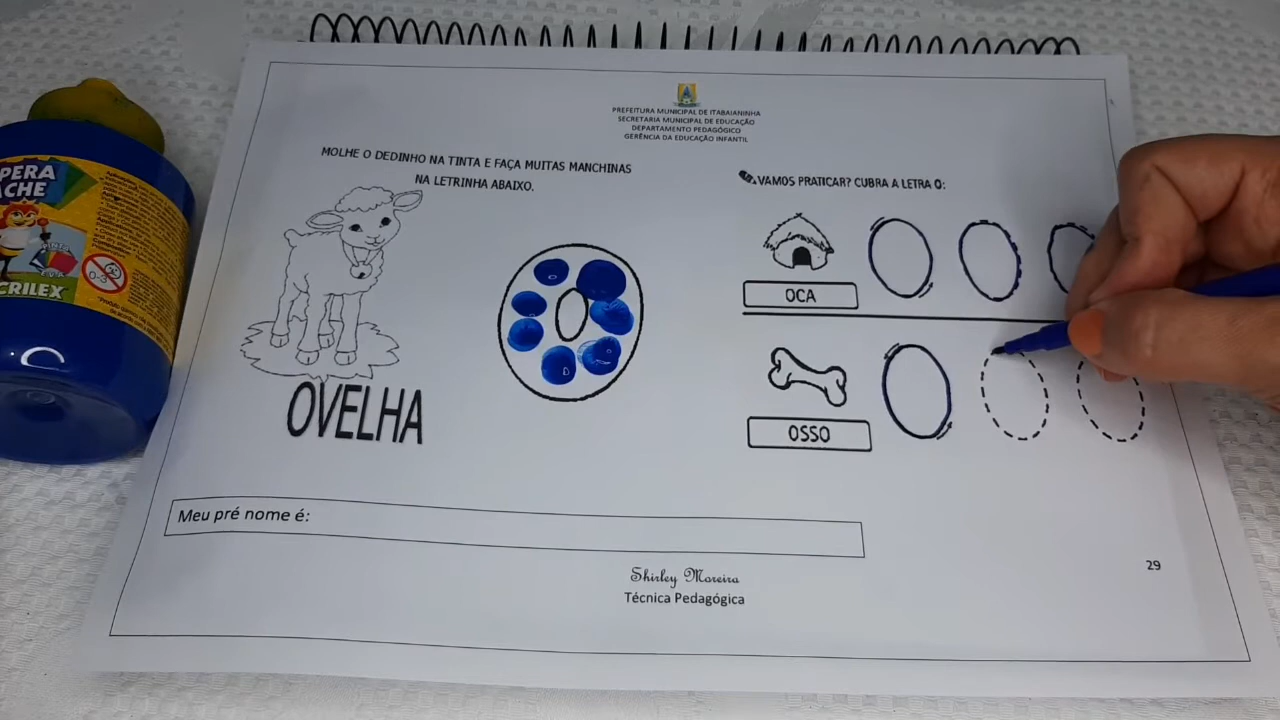 PREFEITURA MUNICIPAL DE ITABAIANINHA
SECRETARIA MUNICIPAL DE EDUCAÇÃO
DEPARTAMENTO PEDAGÓGICO
GERÊNCIA DA EDUCAÇÃO INFANTIL
MOLHE O DEDINHO NA TINTA E FAÇA MUITAS MANCHINAS
NA LETRINHA ABAIXO.
OVELHA
O
VAMOS PRATICAR? CUBRA A LETRA O:
OCA
OSSO
Meu pré nome é:
Shirley Moreira
Técnica Pedagógica
29
PERA
CHE
CRILEX